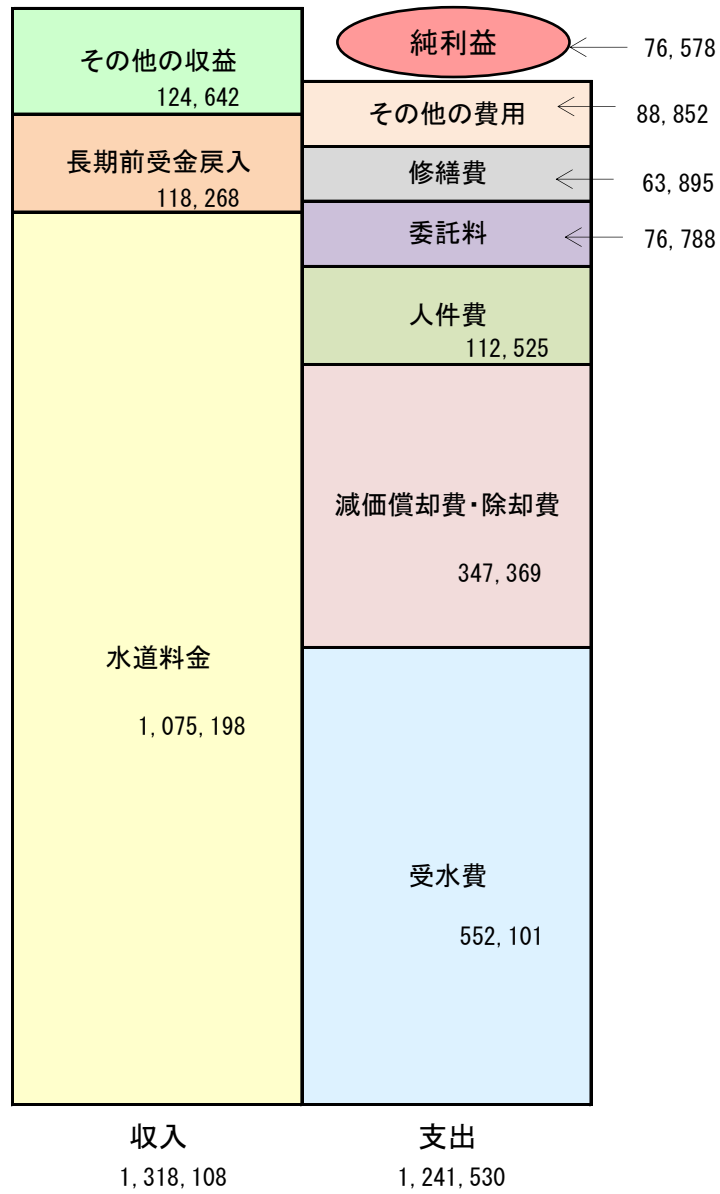 その他の収益
124,642
長期前受金戻入
118,268
水道料金
1,075,198
収入
1,318,108
純利益
76,578
その他の費用
88,852
修繕費
63,895
委託料
76,788
人件費
112,525
減価償却費・除却費
347,369
受水費
552,101
支出
1,241,530